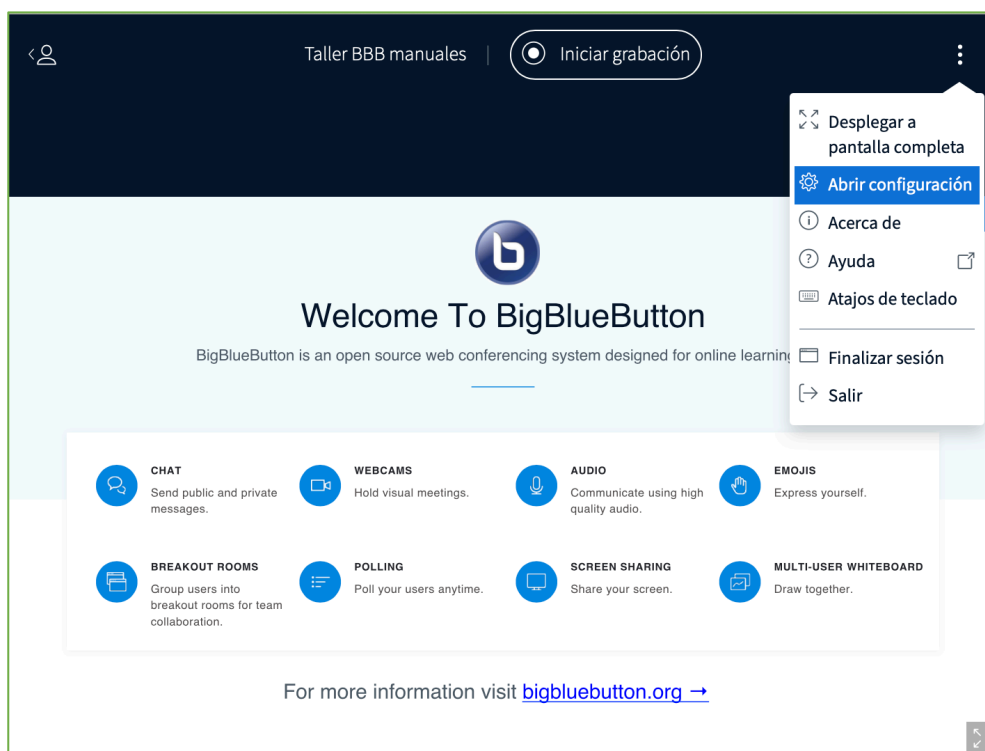 Taller BBB manuales
Iniciar grabación
Desplegar a
pantalla completa
Abrir configuración
Acerca de
Ayuda
Atajos de teclado
Finalizar sesión
Salir
Welcome To BigBlueButton
BigBlueButton is an open source web conferencing system designed for online learning
CHAT
Send public and private
messages.
WEBCAMS
Hold visual meetings.
AUDIO
Communicate using high
quality audio.
EMOJIS
Express yourself.
BREAKOUT ROOMS
Group users into
breakout rooms for team
collaboration.
POLLING
Poll your users anytime.
SCREEN SHARING
Share your screen.
MULTI-USER WHITEBOARD
Draw together.
For more information visit bigbluebutton.org →